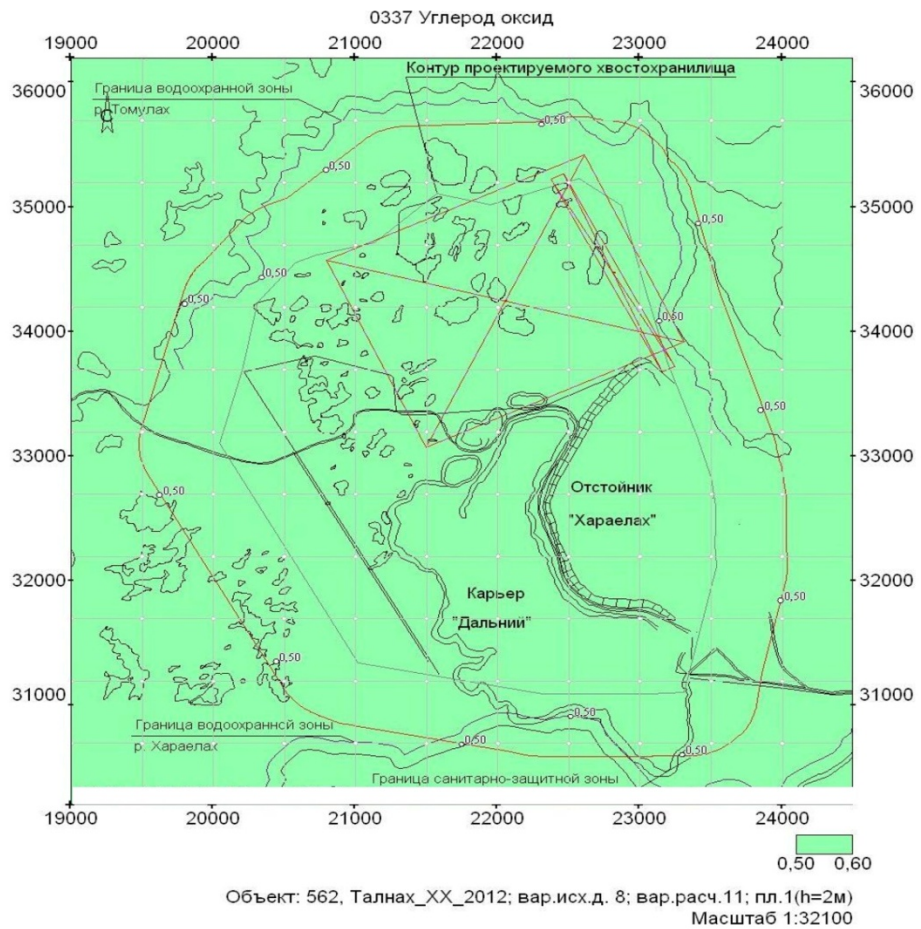 0337 Углерод оксид
19000 20000 21000 22000 23000 24000
Контур проектируемого хвостохранилища
36000 36000
Граница водоохранной зоны
р. Томулах
С
0,50
0,50
35000 35000
0,50
0,50
0,50
0,50
34000 34000
0,50
33000 33000
0,50
Отстойник
"Хараелах"
32000 32000
Карьер
0,50
"Дальний"
0,50
31000 31000
0,50
Граница водоохранной зоны
р. Хараелах
0,50
0,50
Граница санитарно-защитной зоны
19000 20000 21000 22000 23000 24000
0,50 0,60
Объект: 562, Талнах_ХХ_2012; вар.исх.д. 8; вар.расч.11; пл.1(h=2м)
Масштаб 1:32100